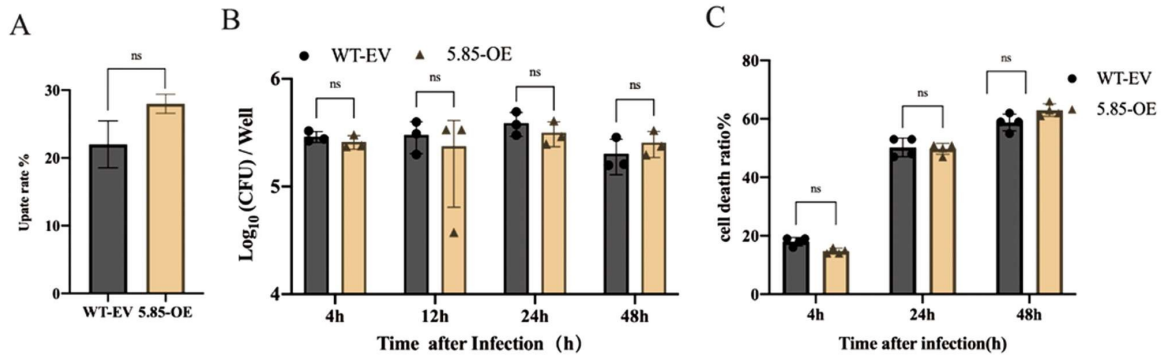 A
ns
30
20
10
0
Upate rate %
WT-EV 5.85-OE
B
WT-EV 5.85-OE
ns ns ns ns
6
5
4
Log10 (CFU) / Well
4h 12h 24h 48h
Time after Infection (h)
C
WT-EV
5.85-OE
ns ns ns
80
60
40
20
0
cell death ratio%
4h 24h 48h
Time after infection(h)